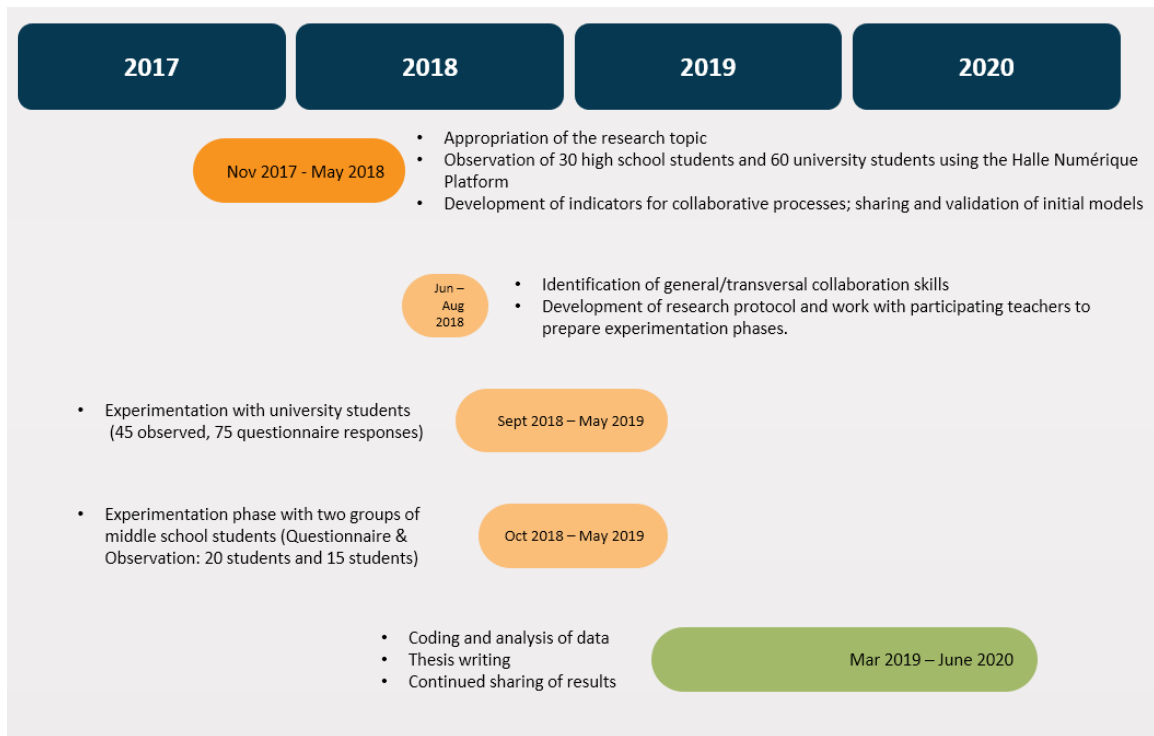 2017
2018
2019
2020
Nov 2017 - May 2018
• Appropriation of the research topic
• Observation of 30 high school students and 60 university students using the Halle Numérique
Platform
• Development of indicators for collaborative processes; sharing and validation of initial models
Jun –
Aug
2018
• Identification of general/transversal collaboration skills
• Development of research protocol and work with participating teachers to
prepare experimentation phases.
• Experimentation with university students
(45 observed, 75 questionnaire responses)
Sept 2018 – May 2019
• Experimentation phase with two groups of
middle school students (Questionnaire &
Observation: 20 students and 15 students)
Oct 2018 – May 2019
• Coding and analysis of data
• Thesis writing
• Continued sharing of results
Mar 2019 – June 2020